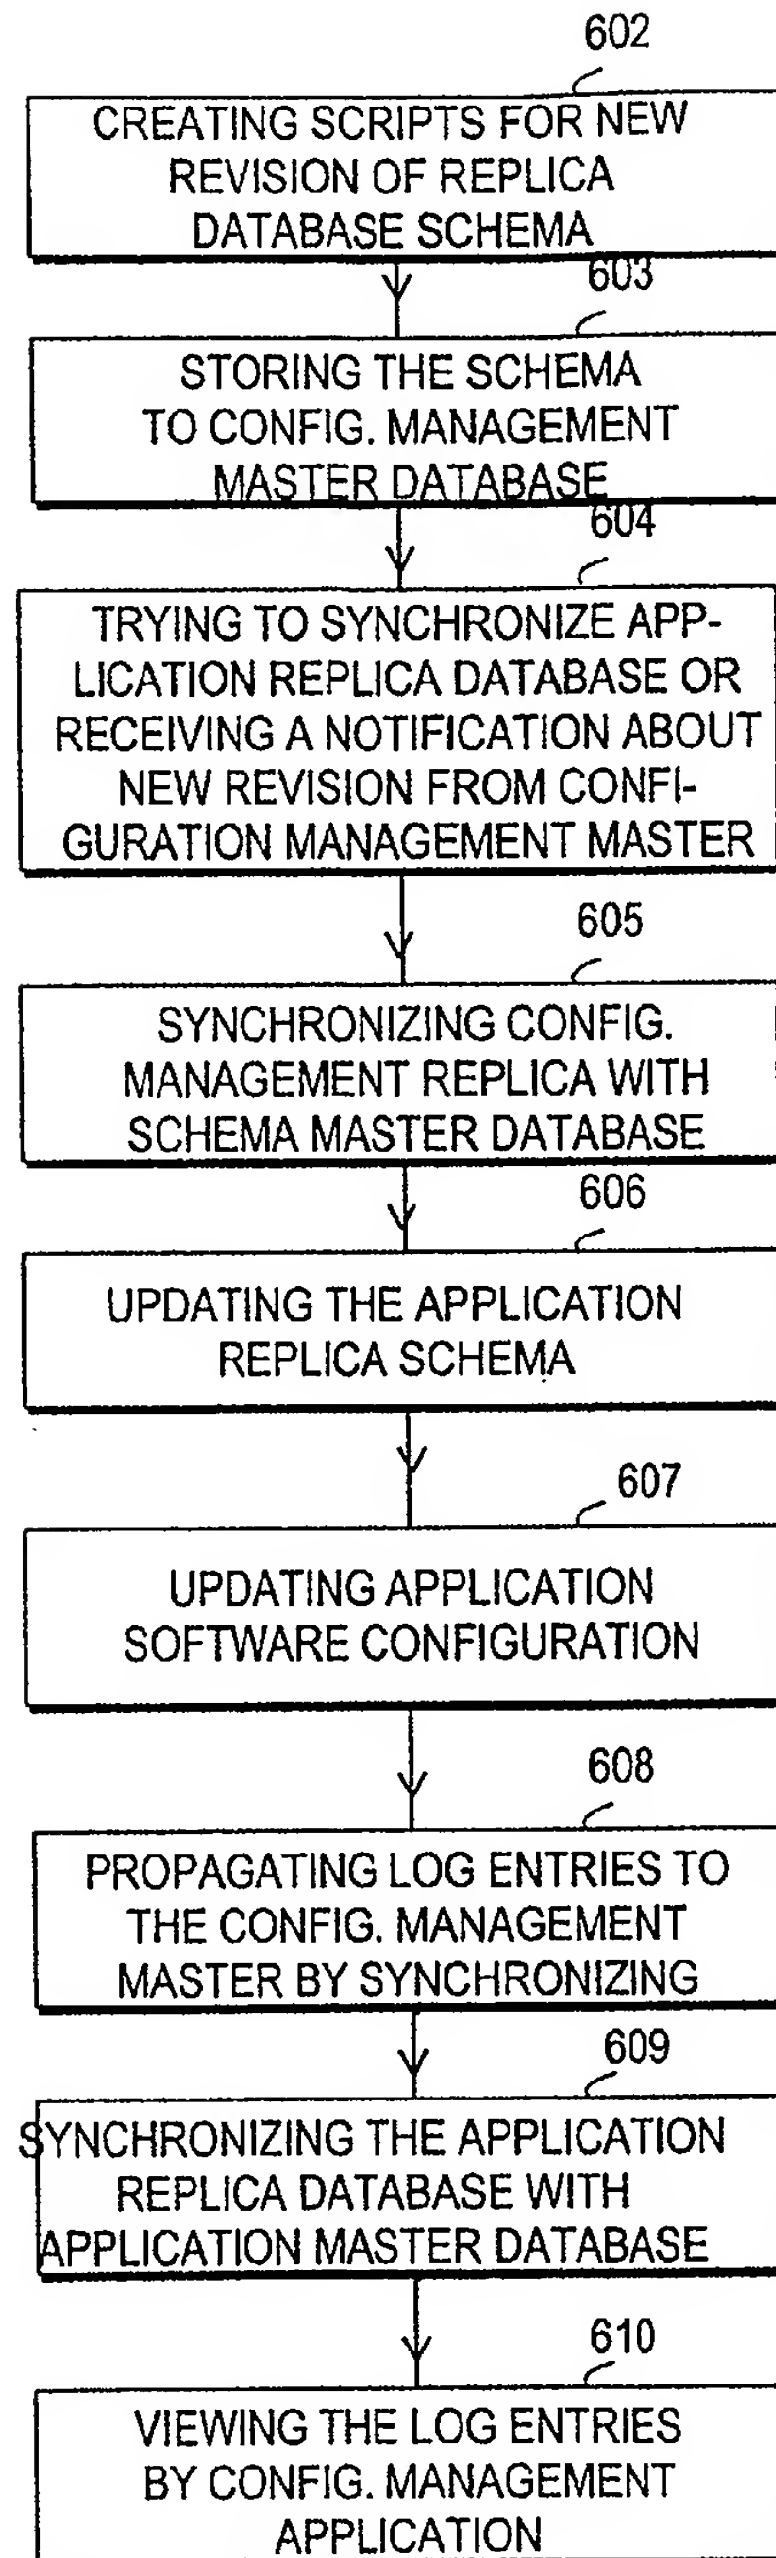 602
CREATING SCRIPTS FOR NEW
REVISION OF REPLICA
DATABASE SCHEMA
603
STORING THE SCHEMA
TO CONFIG. MANAGEMENT
MASTER DATABASE
604
TRYING TO SYNCHRONIZE APP-
LICATION REPLICA DATABASE OR
RECEIVING A NOTIFICATION ABOUT
NEW REVISION FROM CONFI-
GURATION MANAGEMENT MASTER
605
SYNCHRONIZING CONFIG.
MANAGEMENT REPLICA WITH
SCHEMA MASTER DATABASE
606
UPDATING THE APPLICATION
REPLICA SCHEMA
607
UPDATING APPLICATION
SOFTWARE CONFIGURATION
608
PROPAGATING LOG ENTRIES TO
THE CONFIG. MANAGEMENT
MASTER BY SYNCHRONIZING
609
SYNCHRONIZING THE APPLICATION
REPLICA DATABASE WITH
APPLICATION MASTER DATABASE
610
VIEWING THE LOG ENTRIES
BY CONFIG. MANAGEMENT
APPLICATION